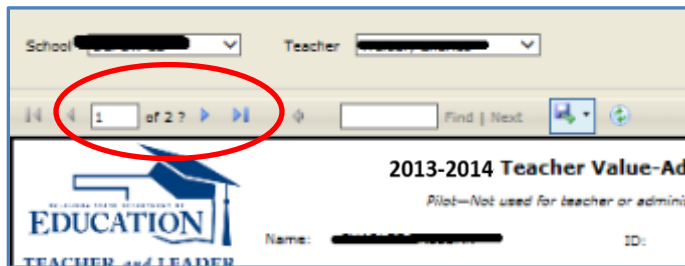 School Teacher
1 of 2 ? Find | Next
2013-2014 Teacher Value-Ad
Pilot—Not used for teacher or admini
EDUCATION
Name: ID:
TEACHER and LEADER